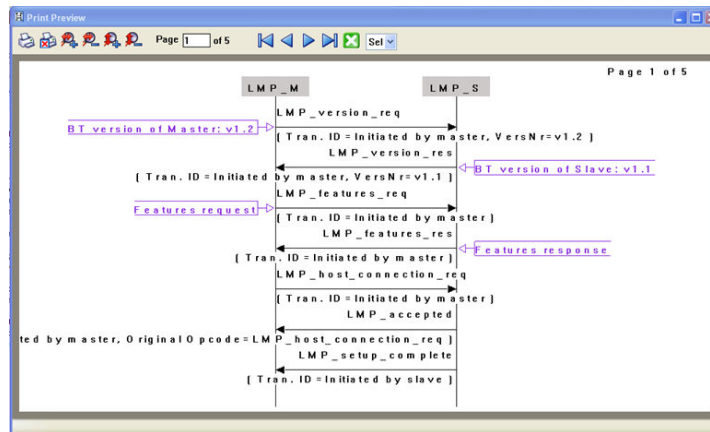 Print Preview
Page 1 of 5 Sel
Page 1 of 5
LMP_M LMP_S
LMP_version_req
BT version of Master: v1.2
[ Tran. ID = Initiated by master, VersNr=v1.2 ]
LMP_version_res
BT version of Slave: v1.1
[ Tran. ID = Initiated by master, VersNr=v1.1 ]
LMP_features_req
Features request
[ Tran. ID = Initiated by master]
LMP_features_res
Features response
[ Tran. ID = Initiated by master]
LMP_host_connection_req
[ Tran. ID = Initiated by master]
LMP_accepted
ted by master, OriginalOpcode=LMP_host_connection_req ]
LMP_setup_complete
[ Tran. ID = Initiated by slave ]